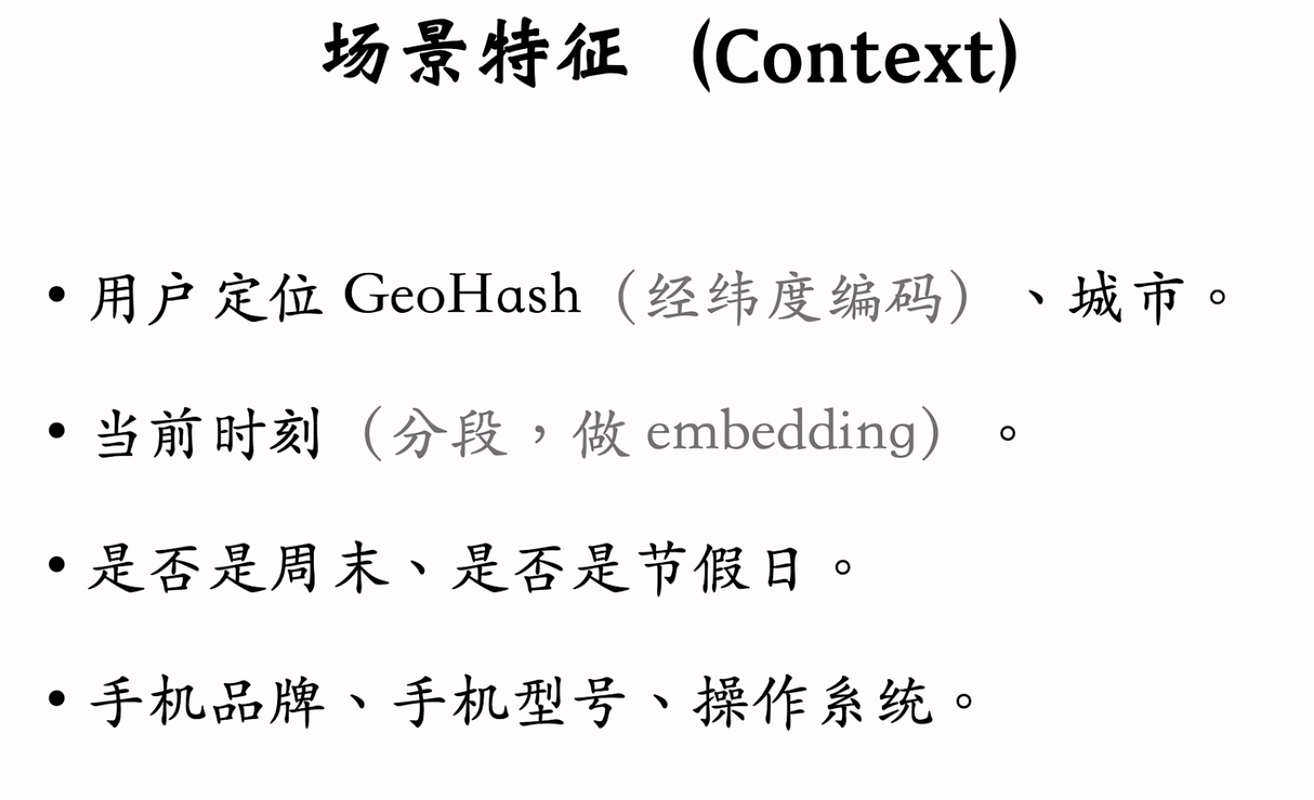 场景特征 (Context)
• 用户定位 GeoHash（经纬度编码）、城市。
• 当前时刻（分段，做 embedding）。
• 是否是周末、是否是节假日。
• 手机品牌、手机型号、操作系统。